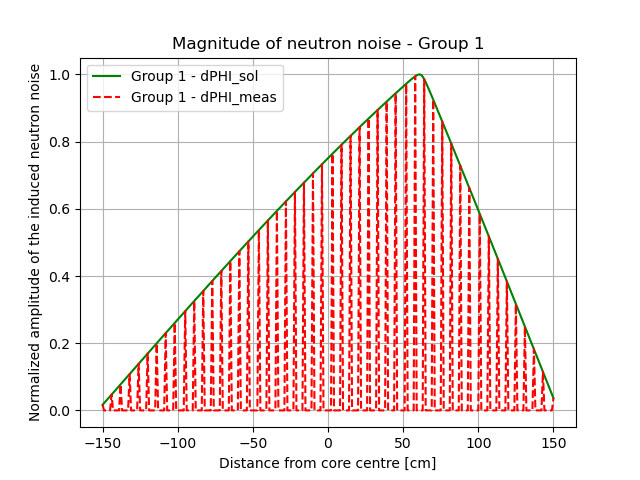 Magnitude of neutron noise - Group 1
Group 1 - dPHI_sol
Group 1 - dPHI_meas
Normalized amplitude of the induced neutron noise
1.0
0.8
0.6
0.4
0.2
0.0
−150
−100
−50
0
50
100
150
Distance from core centre [cm]